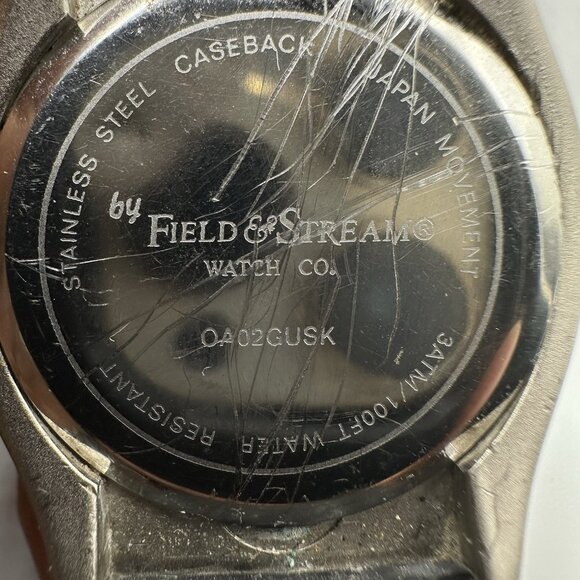 STAINLESS STEEL CASEBACK JAPAN MOVEMENT
by FIELD & STREAM®
WATCH CO.
OA02GUSK
3ATM/100FT WATER RESISTANT